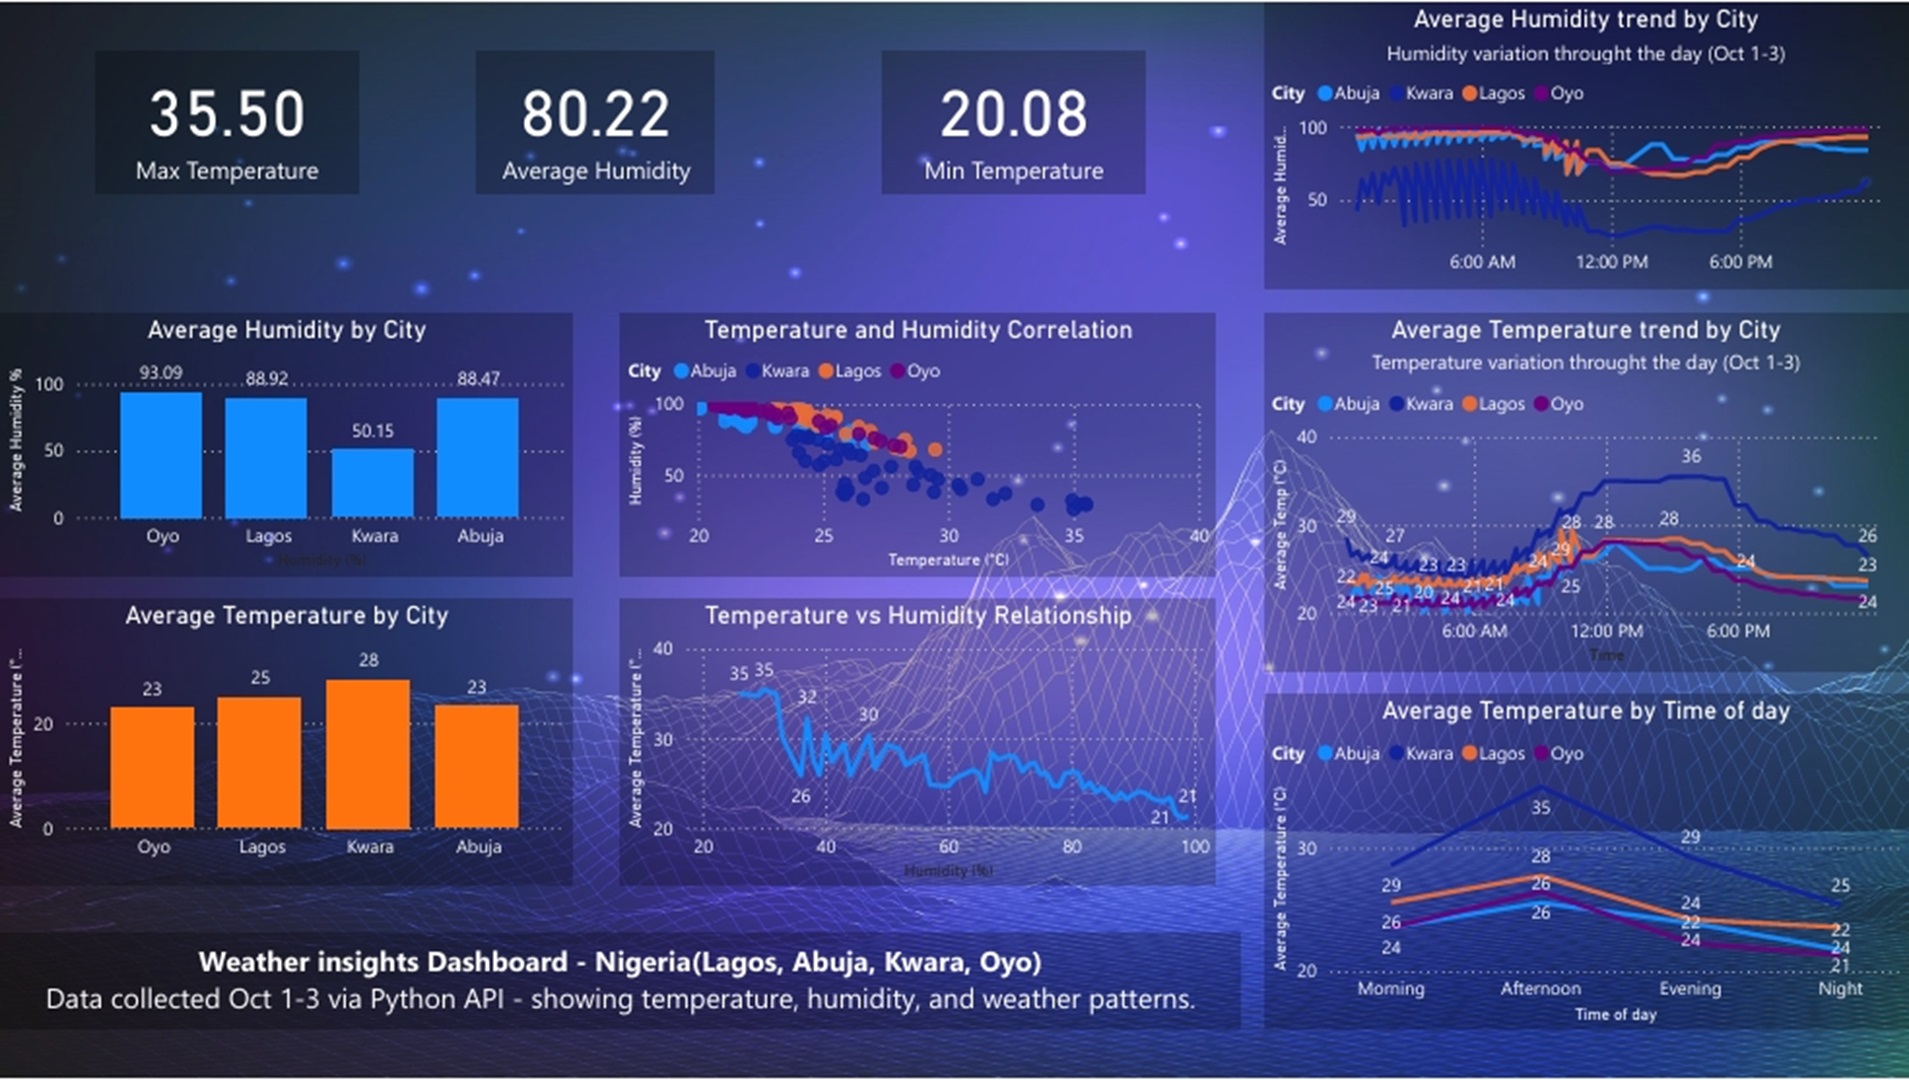 35.50
Max Temperature
80.22
Average Humidity
20.08
Min Temperature
Average Humidity trend by City
Humidity variation throught the day (Oct 1-3)
City Abuja Kwara Lagos Oyo
Average Humid...
100
50
6:00 AM 12:00 PM 6:00 PM
Average Humidity by City
Average Humidity %
100
50
0
93.09 88.92 50.15 88.47
Oyo Lagos Kwara Abuja
Humidity (%)
Temperature and Humidity Correlation
City Abuja Kwara Lagos Oyo
Humidity (%)
100
50
20 25 30 35 40
Temperature (°C)
Average Temperature trend by City
Temperature variation throught the day (Oct 1-3)
City Abuja Kwara Lagos Oyo
Average Temp (°C)
40
30
20
36
29 27 28 28 28 26
24 23 23 24 29 24 23
22 25 20 21 21 25
24 23 21 24 24 24
6:00 AM 12:00 PM 6:00 PM
Time
Average Temperature by City
Average Temperature (°...
20
0
23 25 28 23
Oyo Lagos Kwara Abuja
Temperature vs Humidity Relationship
Average Temperature (°...
40
30
20
35 35 32 30 26 21 21
20 40 60 80 100
Humidity (%)
Average Temperature by Time of day
City Abuja Kwara Lagos Oyo
Average Temperature (°C)
30
20
35
29
28
29 26 24 25
26 26 22 22
24 24 24
21
Morning Afternoon Evening Night
Time of day
Weather insights Dashboard - Nigeria(Lagos, Abuja, Kwara, Oyo)
Data collected Oct 1-3 via Python API - showing temperature, humidity, and weather patterns.